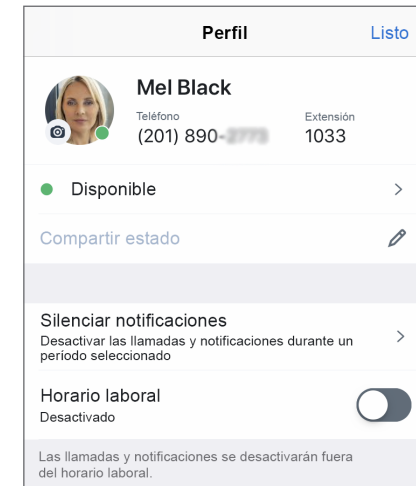 Perfil
Listo
Mel Black
Teléfono
Extensión
(201) 890-
1033
Disponible
Compartir estado
Silenciar notificaciones
Desactivar las llamadas y notificaciones durante un
período seleccionado
Horario laboral
Desactivado
Las llamadas y notificaciones se desactivarán fuera
del horario laboral.